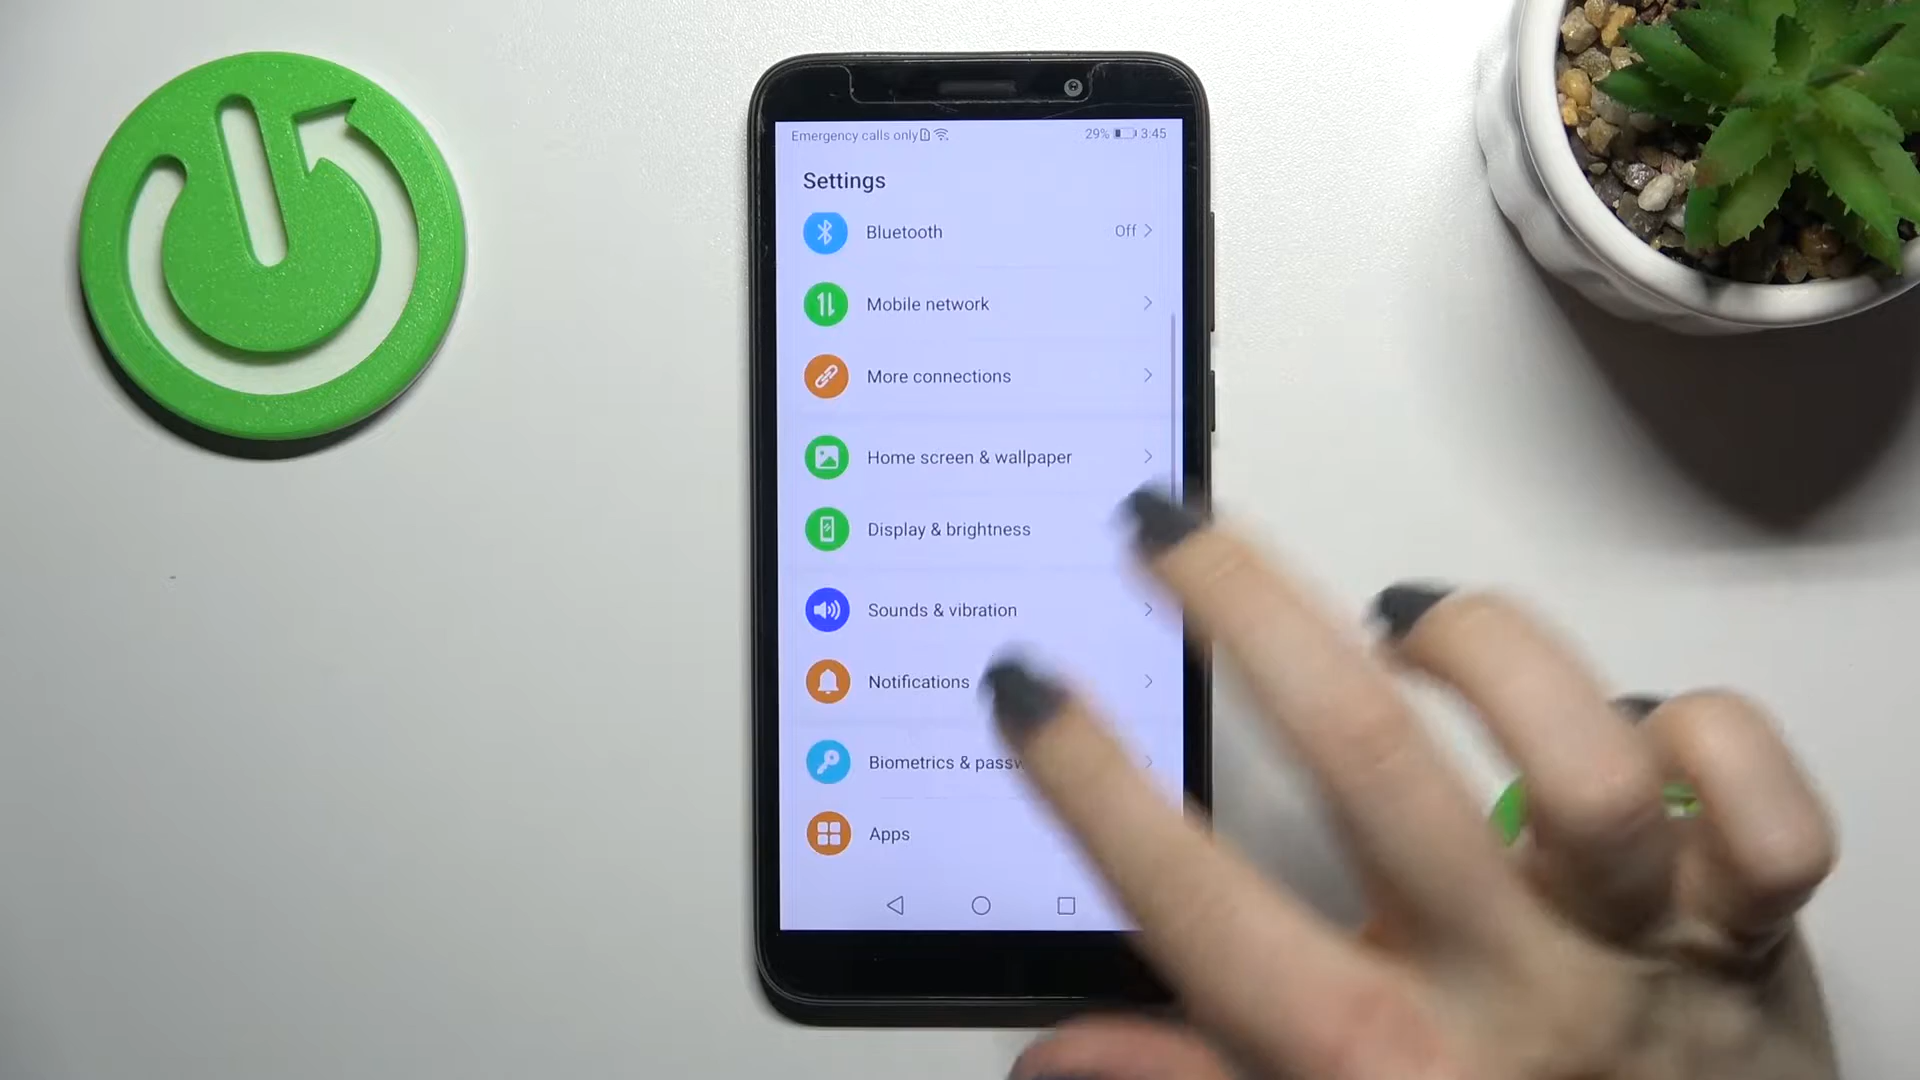 Emergency calls only 29% 3:45
Settings
Bluetooth Off
Mobile network
More connections
Home screen & wallpaper
Display & brightness
Sounds & vibration
Notifications
Biometrics &
Apps